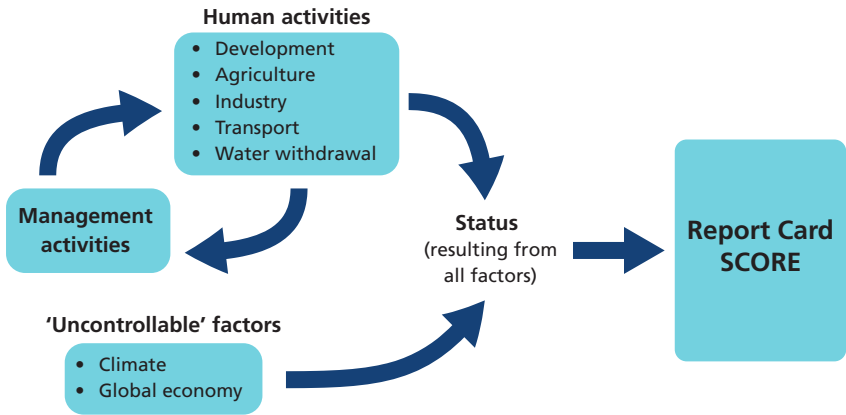 Human activities
• Development
• Agriculture
• Industry
• Transport
• Water withdrawal
Management
activities
Status
(resulting from
all factors)
Report Card
SCORE
‘Uncontrollable’ factors
• Climate
• Global economy